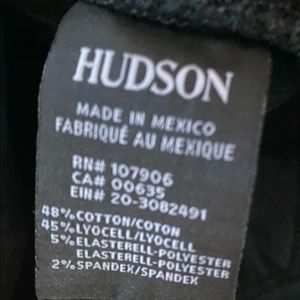 HUDSON
MADE IN MEXICO
FABRIQUÉ AU MEXIQUE
RN# 107906
CA# 00635
EIN# 20-3082491
48% COTTON/COTON
45% LYOCELL/LYOCELL
5% ELASTERELL-POLYESTER
ELASTERELL-POLYESTER
2% SPANDEX/SPANDEX